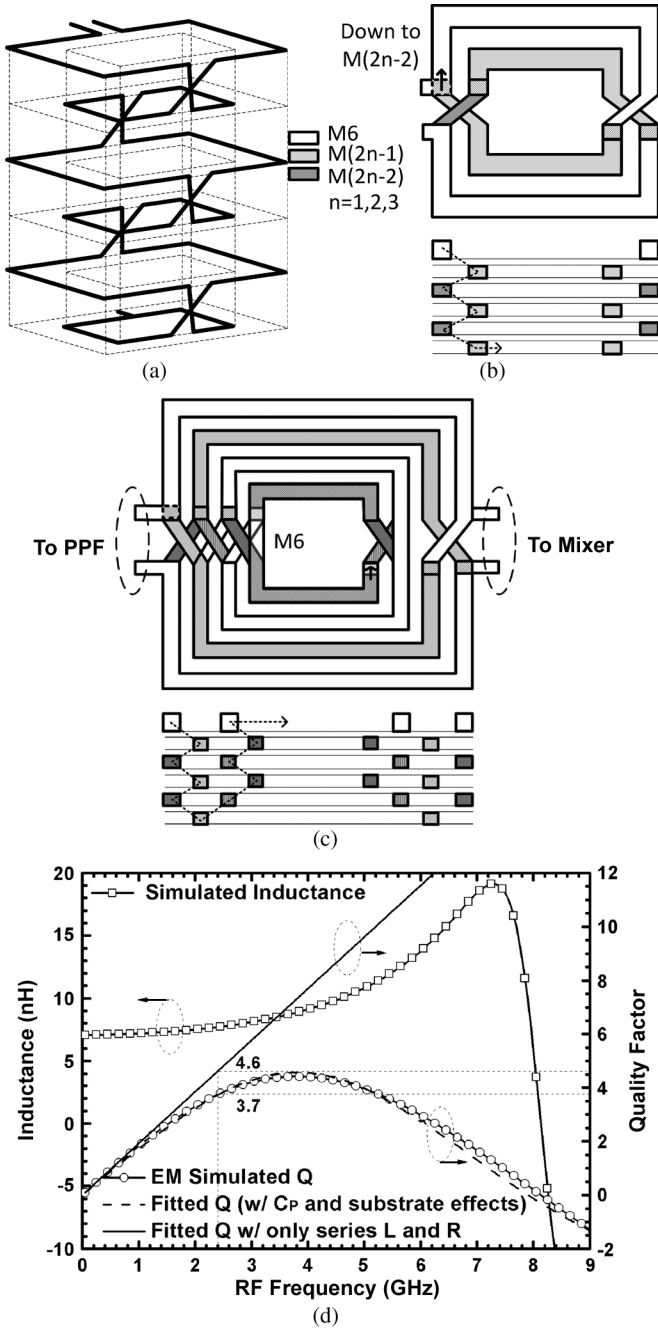 Down to
M(2n-2)
M6
M(2n-1)
M(2n-2)
n=1,2,3
(a)
(b)
To PPF
M6
To Mixer
(c)
20
15
10
5
0
-5
-10
Inductance (nH)
12
10
8
6
4
2
0
-2
Quality Factor
Simulated Inductance
4.6
3.7
EM Simulated Q
Fitted Q (w/ CP and substrate effects)
Fitted Q w/ only series L and R
0 1 2 3 4 5 6 7 8 9
RF Frequency (GHz)
(d)